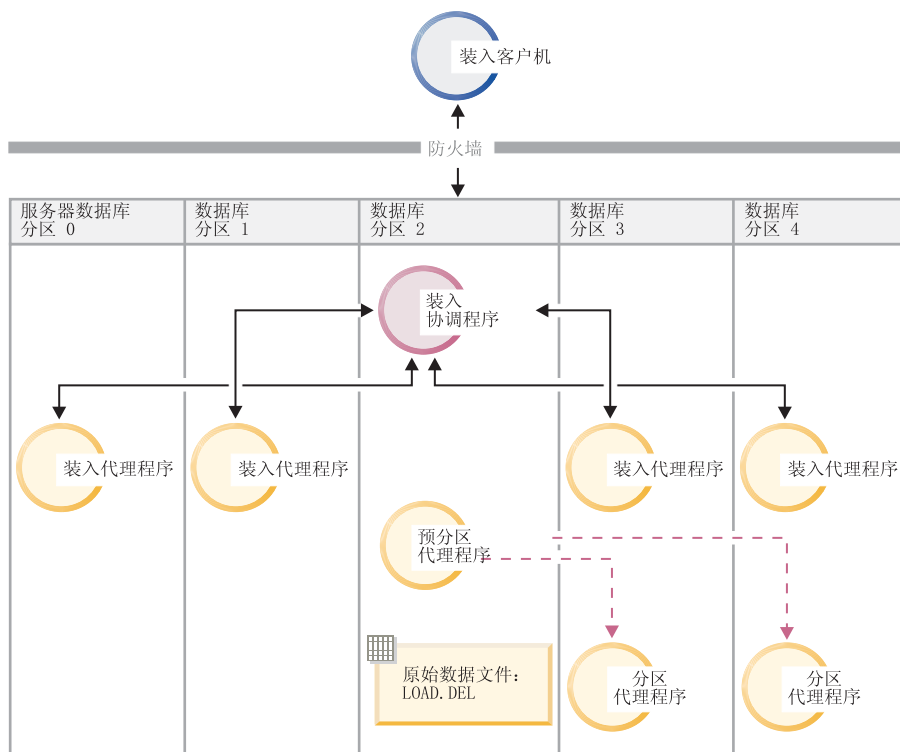 装入客户机
防火墙
服务器数据库
分区 0
数据库
分区 1
数据库
分区 2
数据库
分区 3
数据库
分区 4
装入
协调程序
装入代理程序
装入代理程序
装入代理程序
装入代理程序
预分区
代理程序
原始数据文件：
LOAD.DEL
分区
代理程序
分区
代理程序